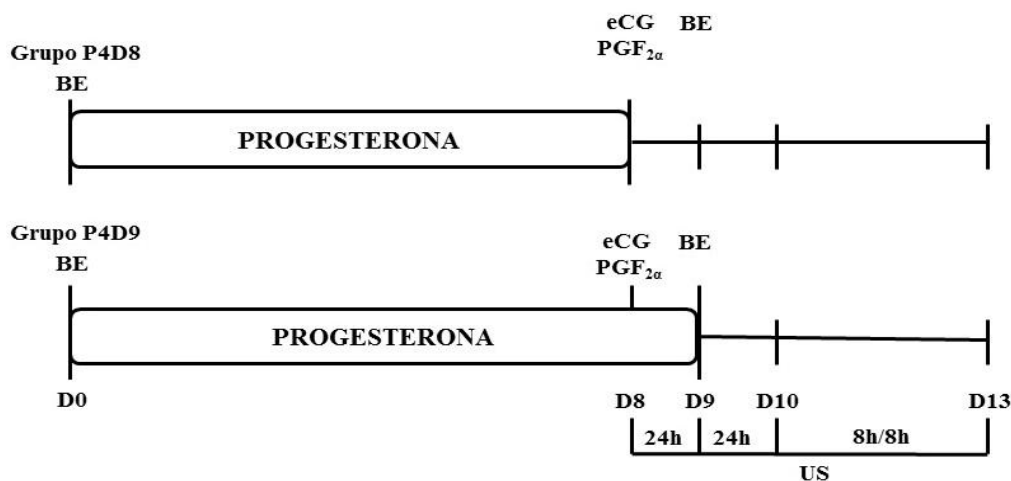 eCG BE
PGF2α
Grupo P4D8
BE
PROGESTERONA
Grupo P4D9
BE
eCG BE
PGF2α
PROGESTERONA
D0 D8 D9 D10 D13
24h 24h 8h/8h
US